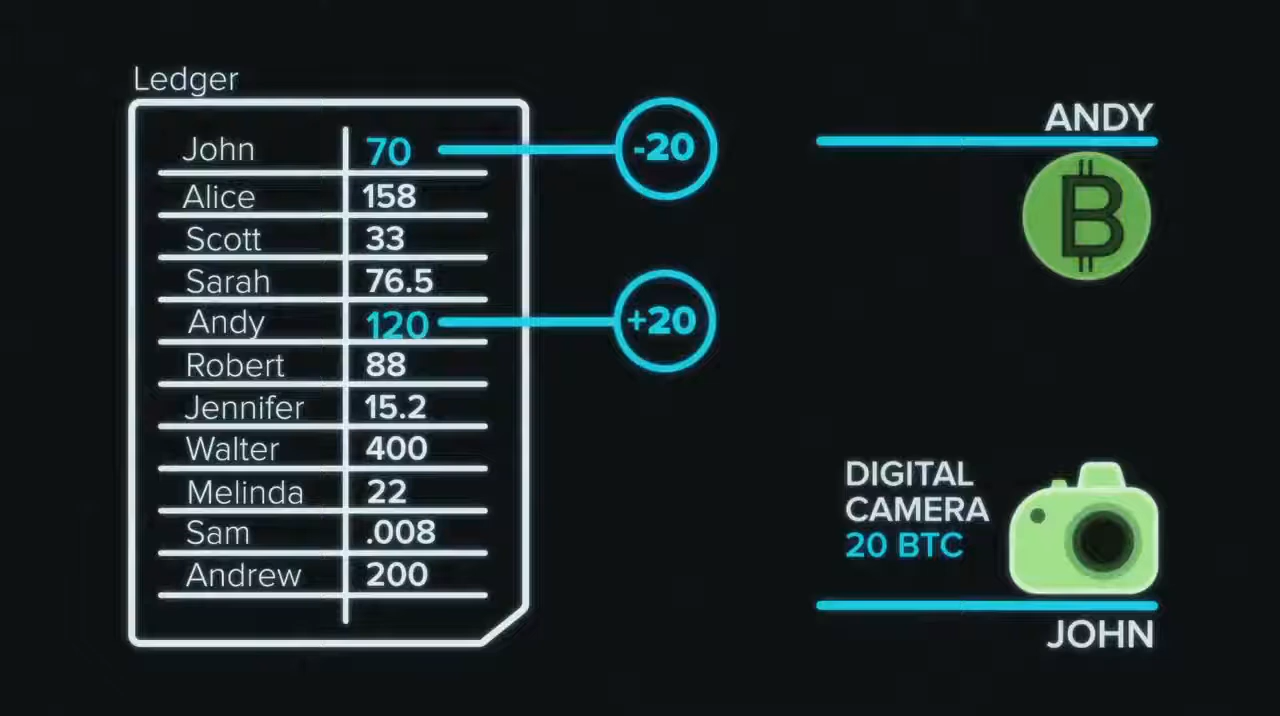 Ledger
John 70 -20
Alice 158
Scott 33
Sarah 76.5
Andy 120 +20
Robert 88
Jennifer 15.2
Walter 400
Melinda 22
Sam .008
Andrew 200
ANDY
B
DIGITAL
CAMERA
20 BTC
JOHN